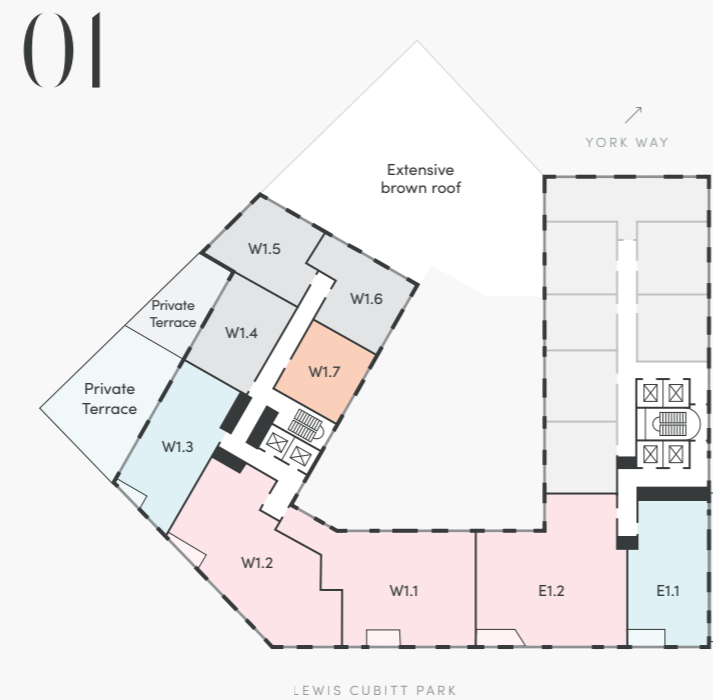 01
YORK WAY
Extensive
brown roof
W1.5
W1.6
Private
Terrace
W1.4
W1.7
Private
Terrace
W1.3
W1.2
W1.1
E1.2
E1.1
LEWIS CUBITT PARK